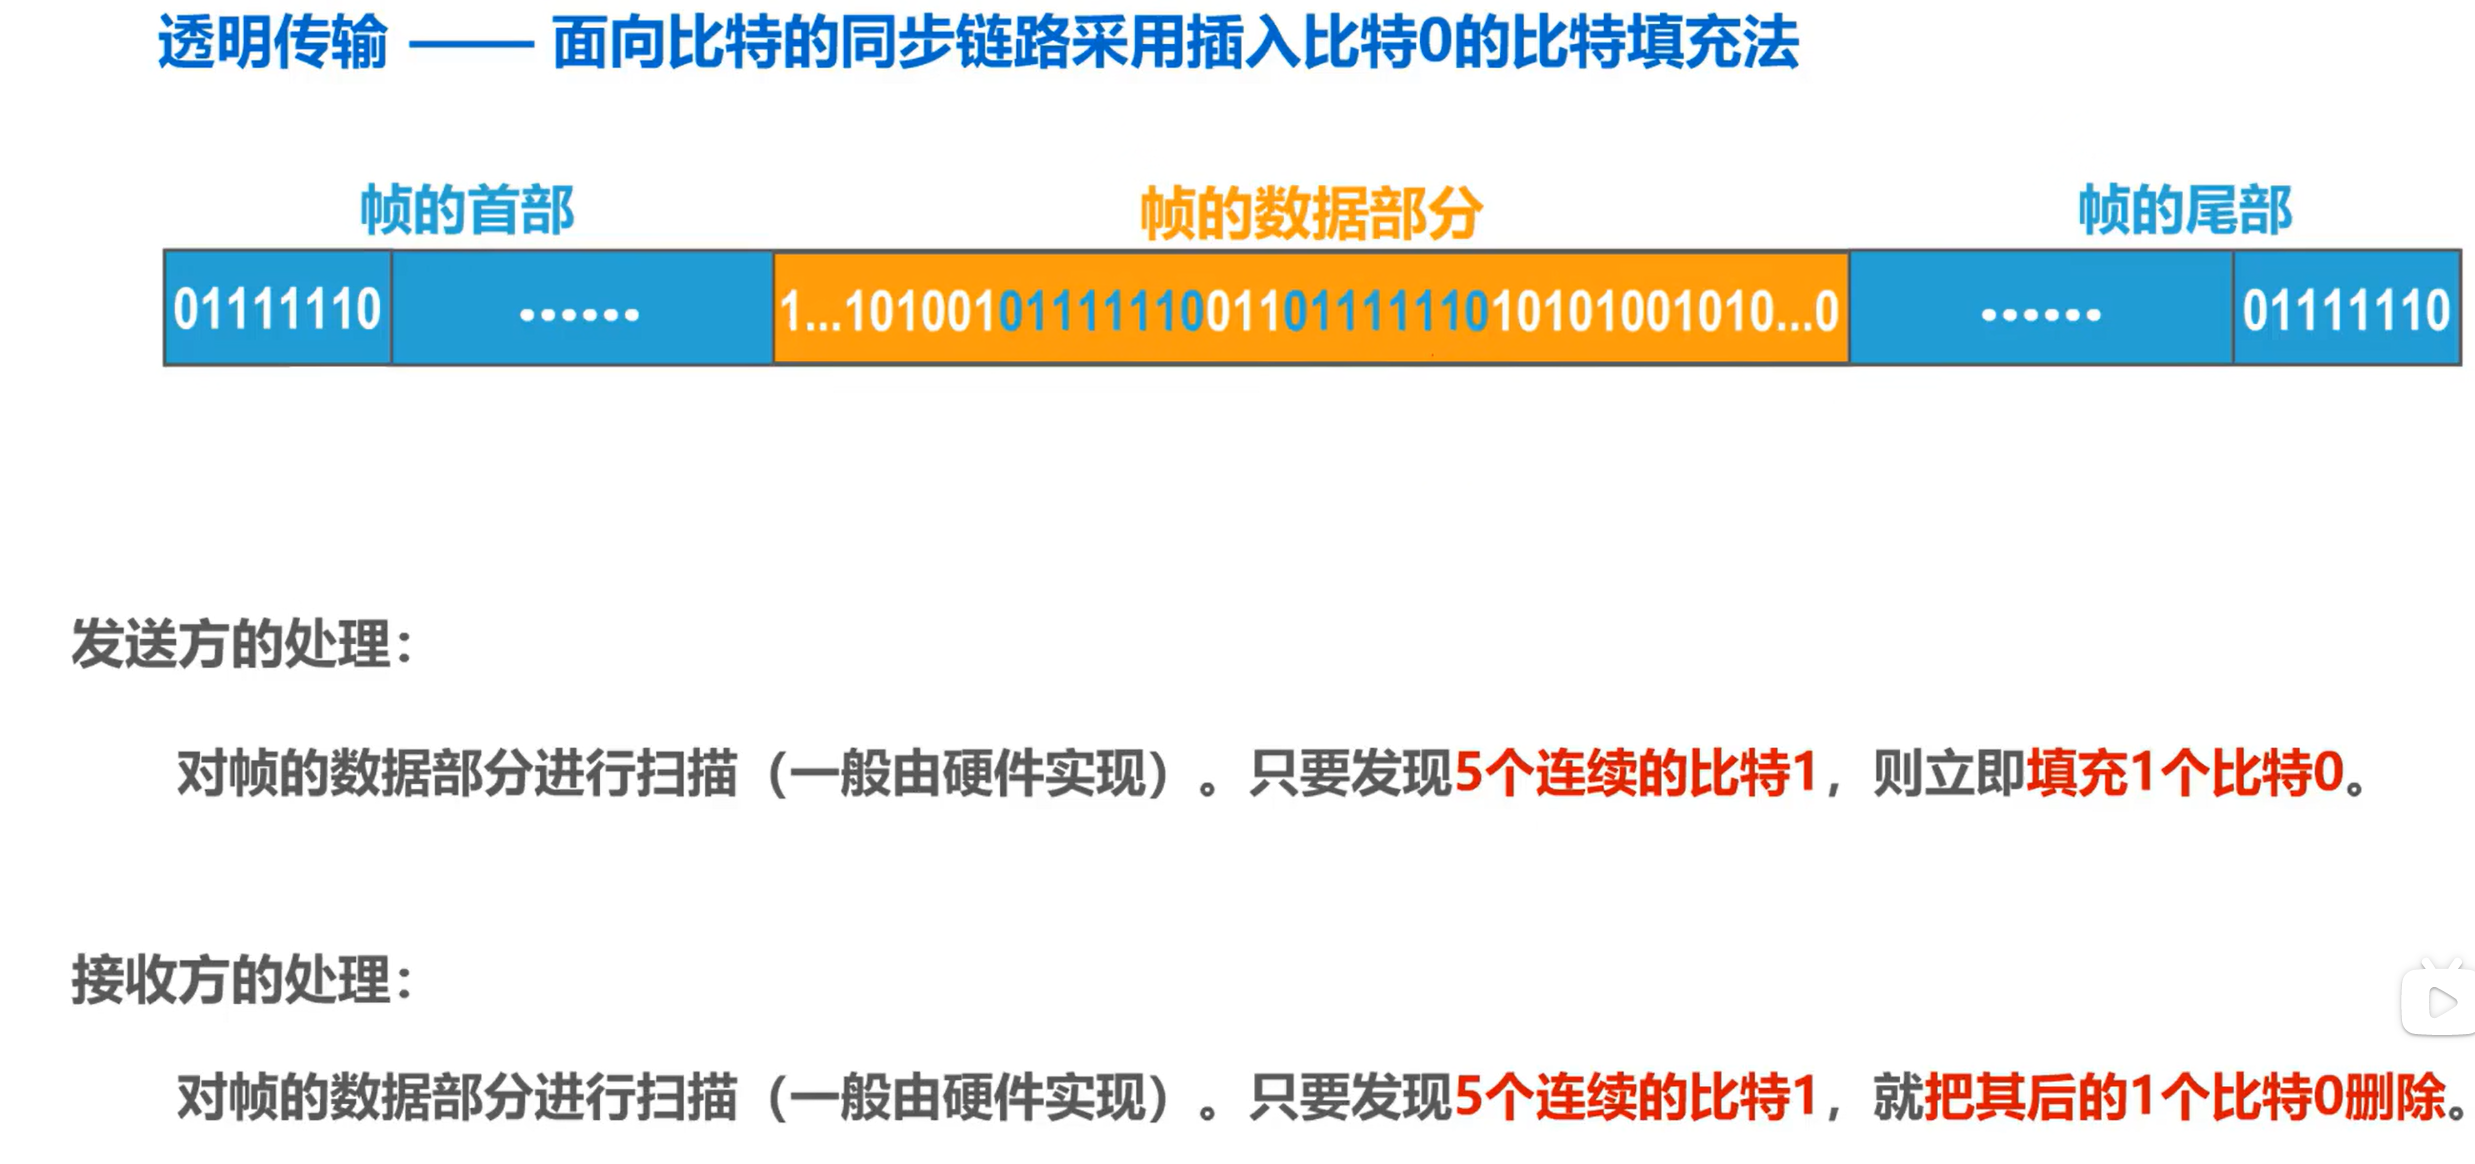 透明传输 —— 面向比特的同步链路采用插入比特0的比特填充法
帧的首部 帧的数据部分 帧的尾部
01111110 ······ 1...1010010111111001101111111010101001010...0 ······ 01111110
发送方的处理：
对帧的数据部分进行扫描（一般由硬件实现）。只要发现5个连续的比特1，则立即填充1个比特0。
接收方的处理：
对帧的数据部分进行扫描（一般由硬件实现）。只要发现5个连续的比特1，就把其后的1个比特0删除。